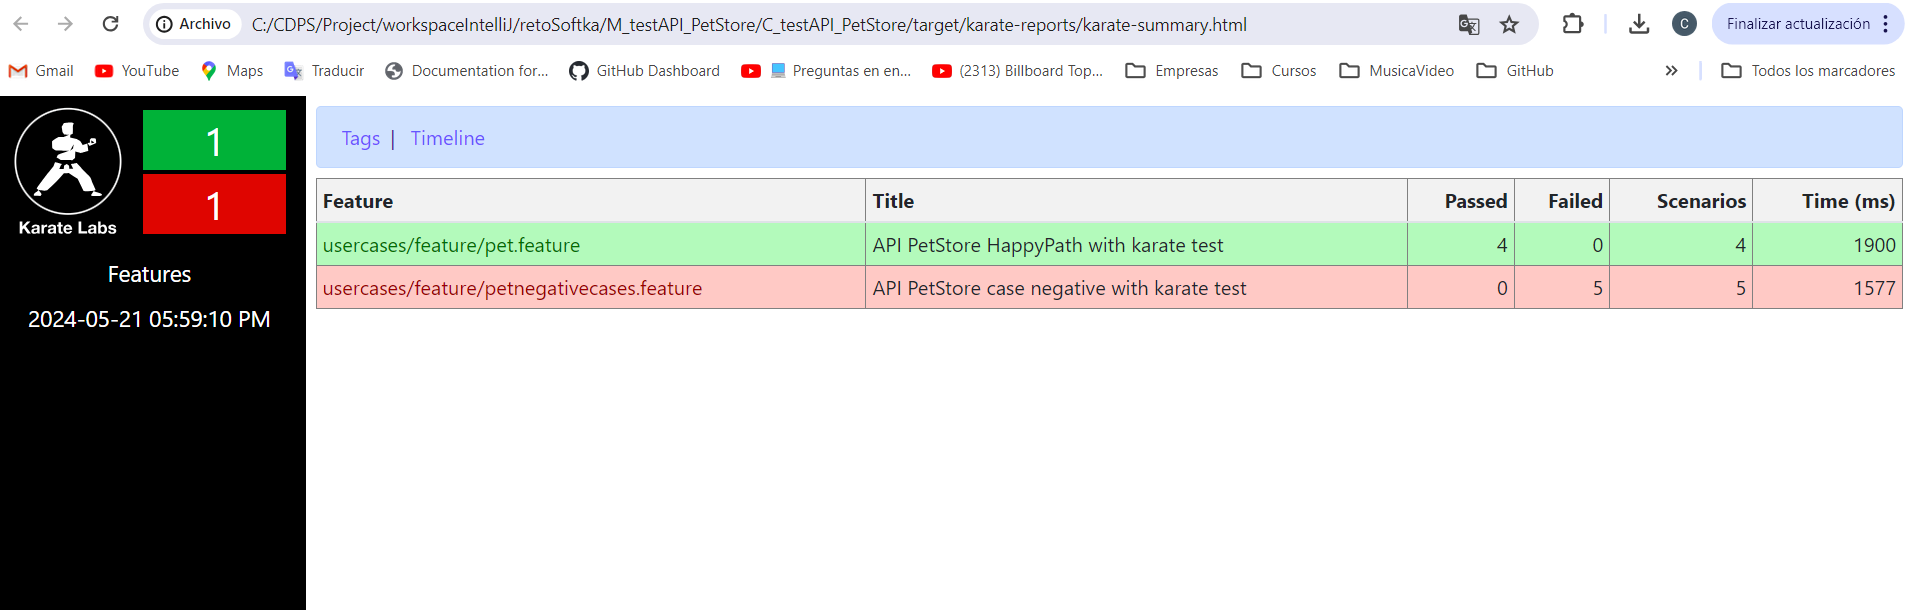 Archivo C:/CDPS/Project/workspaceIntelliJ/retoSoftka/M_testAPI_PetStore/C_testAPI_PetStore/target/karate-reports/karate-summary.html C Finalizar actualización
Gmail YouTube Maps Traducir Documentation for... GitHub Dashboard Preguntas en en... (2313) Billboard Top... Empresas Cursos MusicaVideo GitHub » Todos los marcadores
Karate Labs
1
1
Features
2024-05-21 05:59:10 PM
Tags | Timeline
Feature Title Passed Failed Scenarios Time (ms)
usercases/feature/pet.feature API PetStore HappyPath with karate test 4 0 4 1900
usercases/feature/petnegativecases.feature API PetStore case negative with karate test 0 5 5 1577